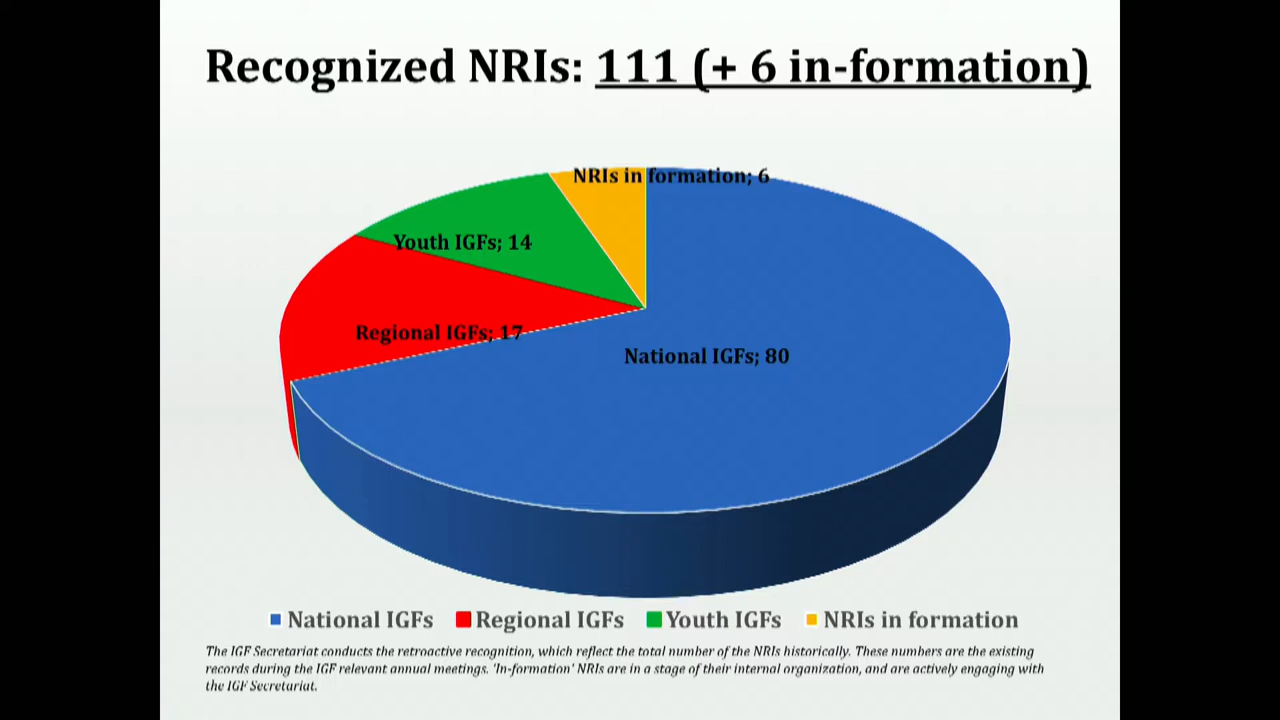 Recognized NRIs: 111 (+ 6 in-formation)
NRIs in formation; 6
Youth IGFs; 14
Regional IGFs; 17
National IGFs; 80
National IGFs Regional IGFs Youth IGFs NRIs in formation
The IGF Secretariat conducts the retroactive recognition, which reflect the total number of the NRIs historically. These numbers are the existing
records during the IGF relevant annual meetings. 'In-formation' NRIs are in a stage of their internal organization, and are actively engaging with
the IGF Secretariat.